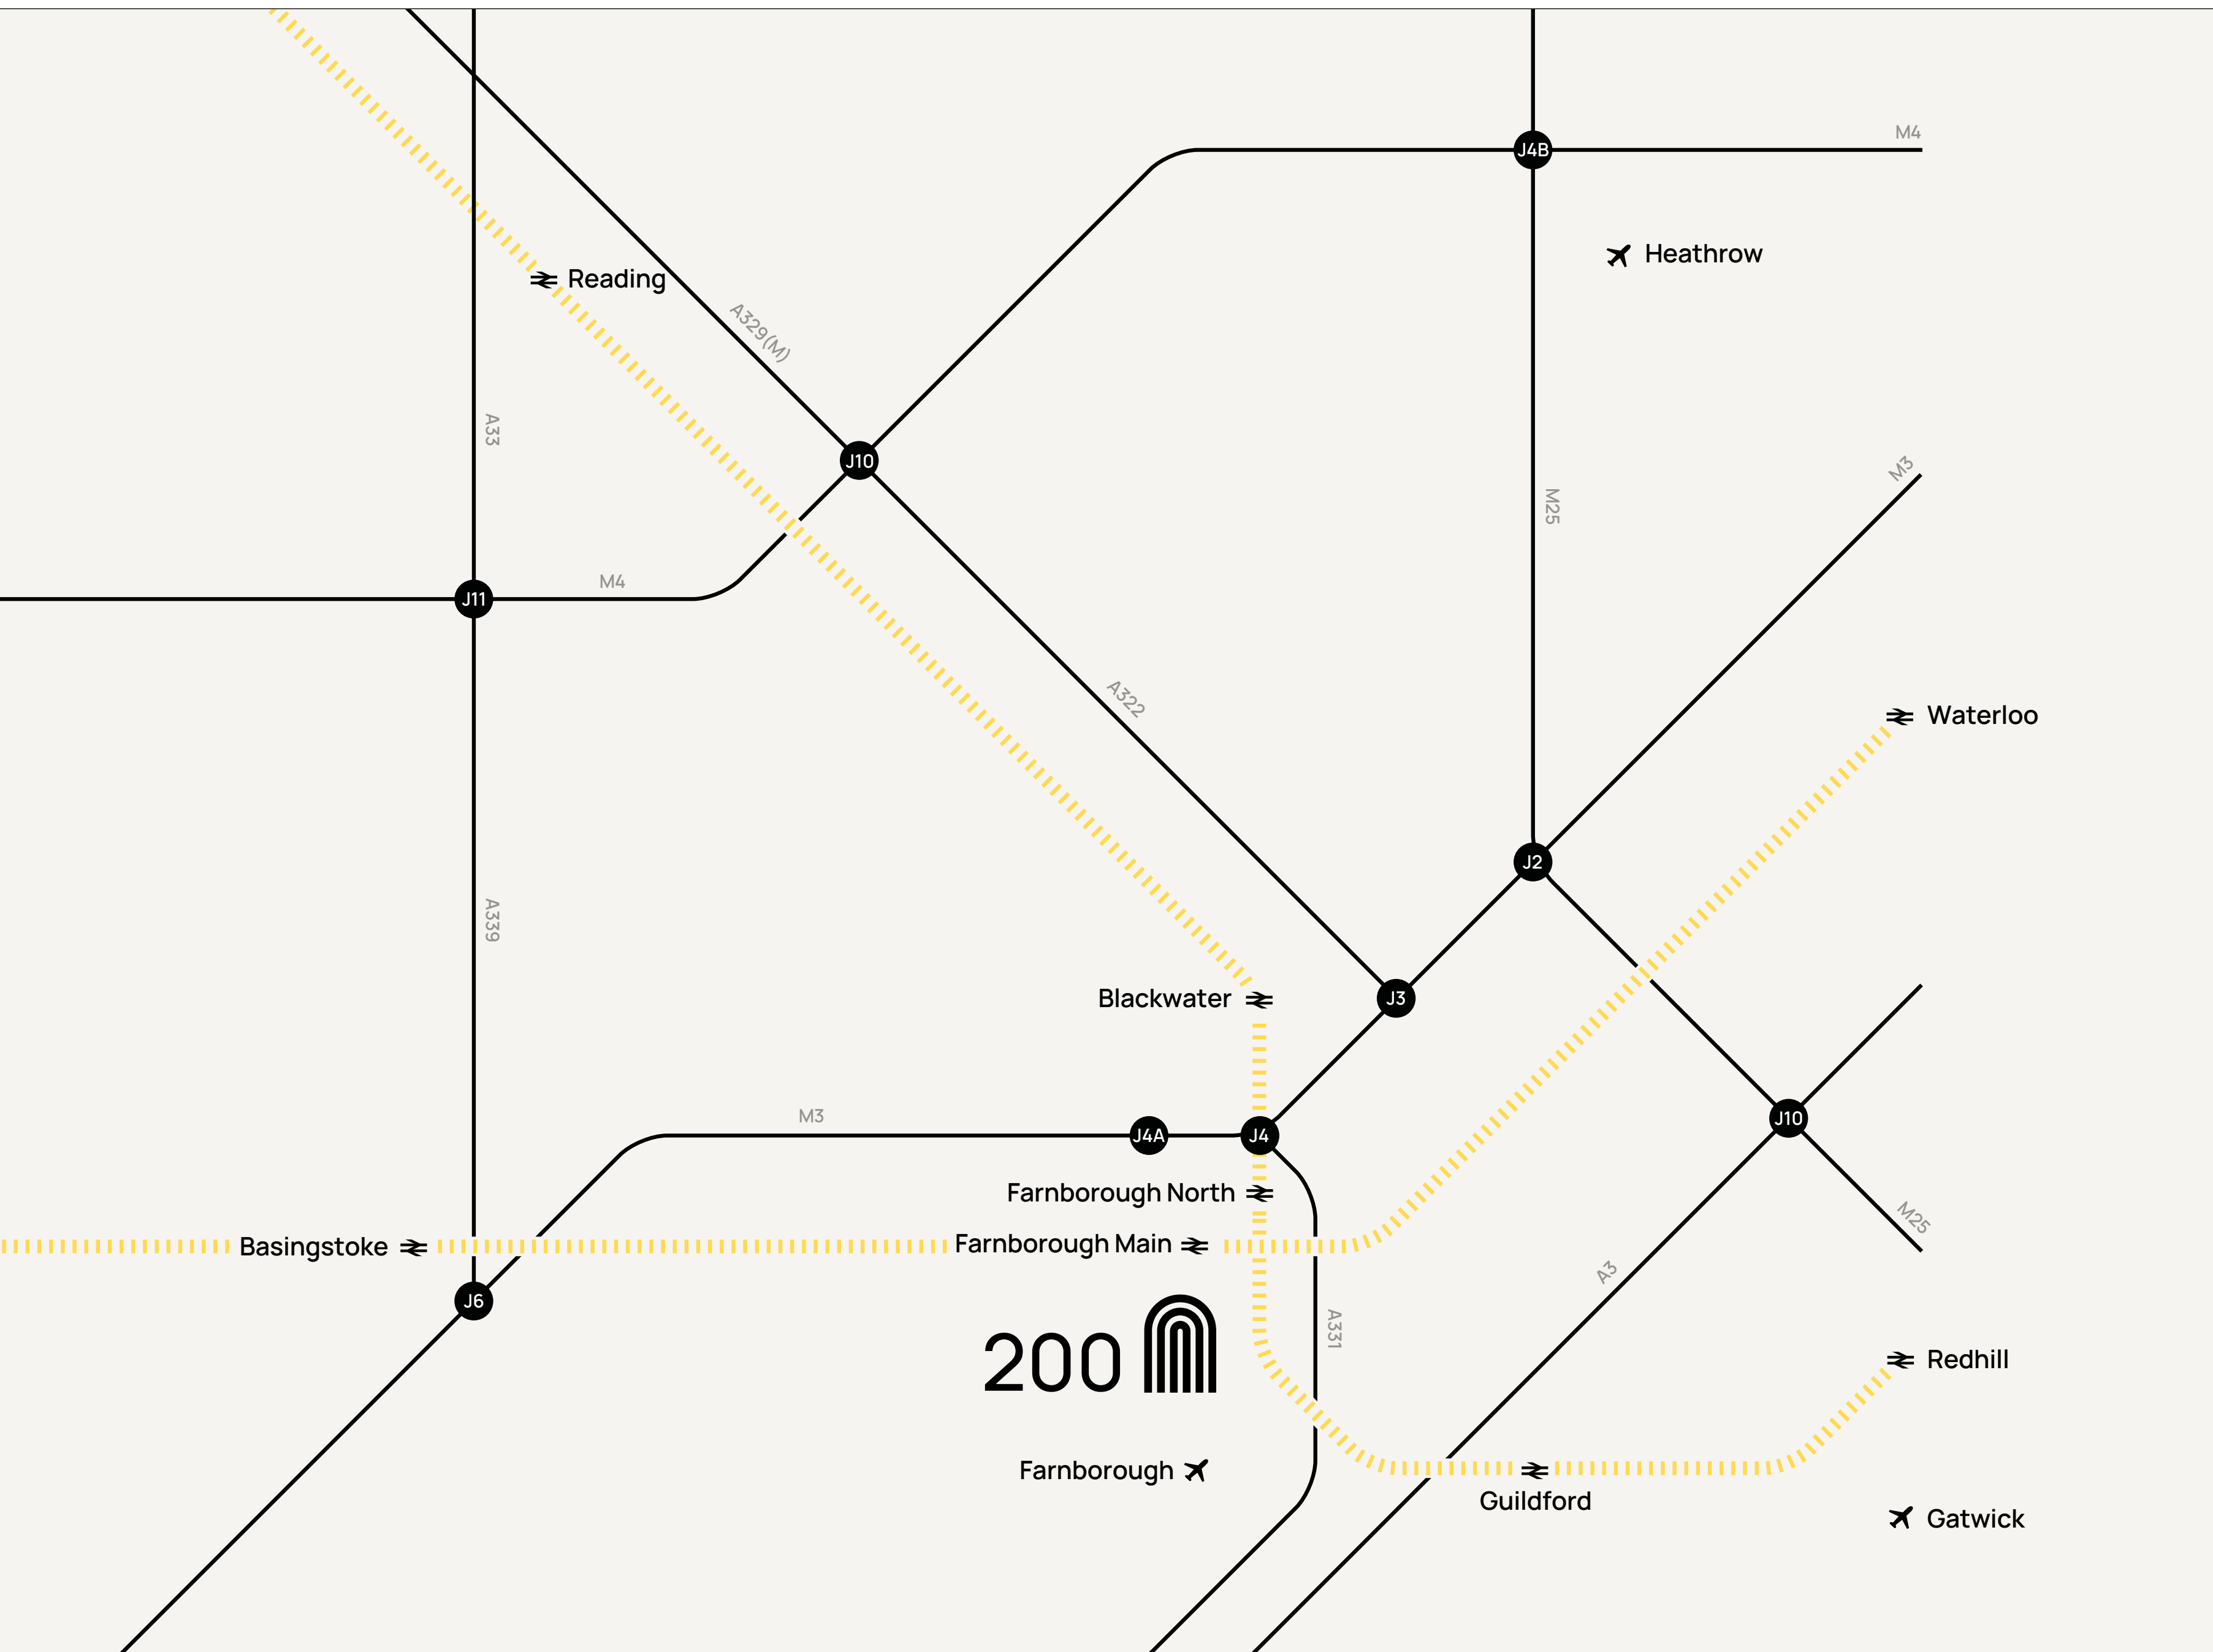 M4
J4B
Heathrow
Reading
A329(M)
A33
J10
M3
M25
J11
M4
A322
Waterloo
J2
A339
Blackwater
J3
M3
J4A
J4
J10
Farnborough North
M25
Basingstoke
Farnborough Main
A3
J6
200
A331
Redhill
Farnborough
Guildford
Gatwick